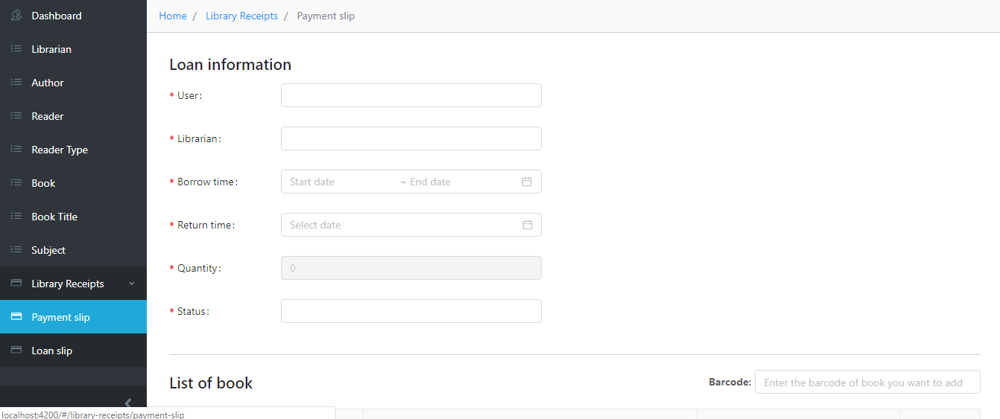 Dashboard
Librarian
Author
Reader
Reader Type
Book
Book Title
Subject
Library Receipts
Payment slip
Loan slip
Home / Library Receipts / Payment slip
Loan information
* User:
* Librarian:
* Borrow time: Start date ~ End date
* Return time: Select date
* Quantity: 0
* Status:
List of book
Barcode: Enter the barcode of book you want to add
localhost:4200/#/library-receipts/payment-slip